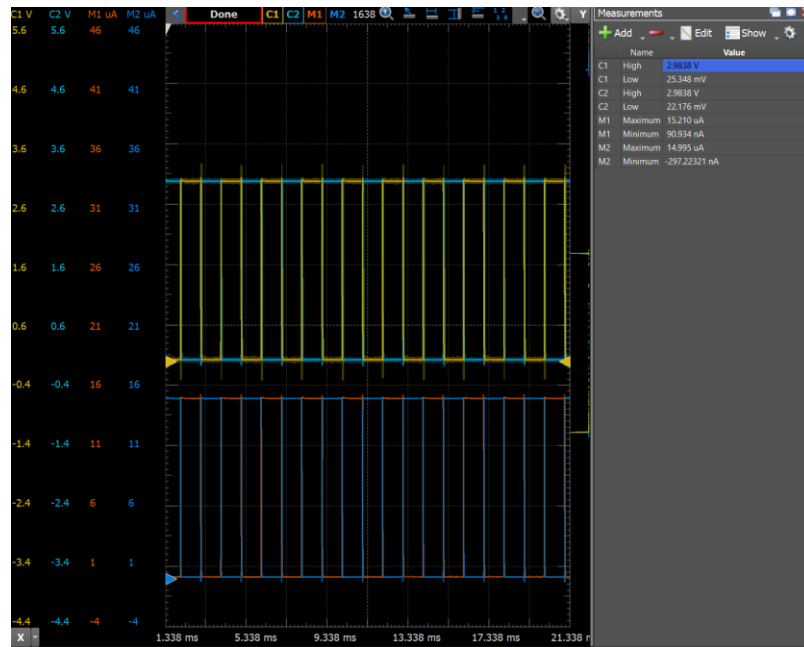 C1 V C2 V M1 uA M2 uA Done C1 C2 M1 M2 1638 Y
5.6 5.6 46 46
4.6 4.6 41 41
3.6 3.6 36 36
2.6 2.6 31 31
1.6 1.6 26 26
0.6 0.6 21 21
-0.4 -0.4 16 16
-1.4 -1.4 11 11
-2.4 -2.4 6 6
-3.4 -3.4 1 1
-4.4 -4.4 -4 -4
X 1.338 ms 5.338 ms 9.338 ms 13.338 ms 17.338 ms 21.338
Measurements
Add Edit Show
Name Value
C1 High 2.9838 V
C1 Low 25.348 mV
C2 High 2.9838 V
C2 Low 22.176 mV
M1 Maximum 15.210 uA
M1 Minimum 90.934 nA
M2 Maximum 14.995 uA
M2 Minimum -297.22321 nA